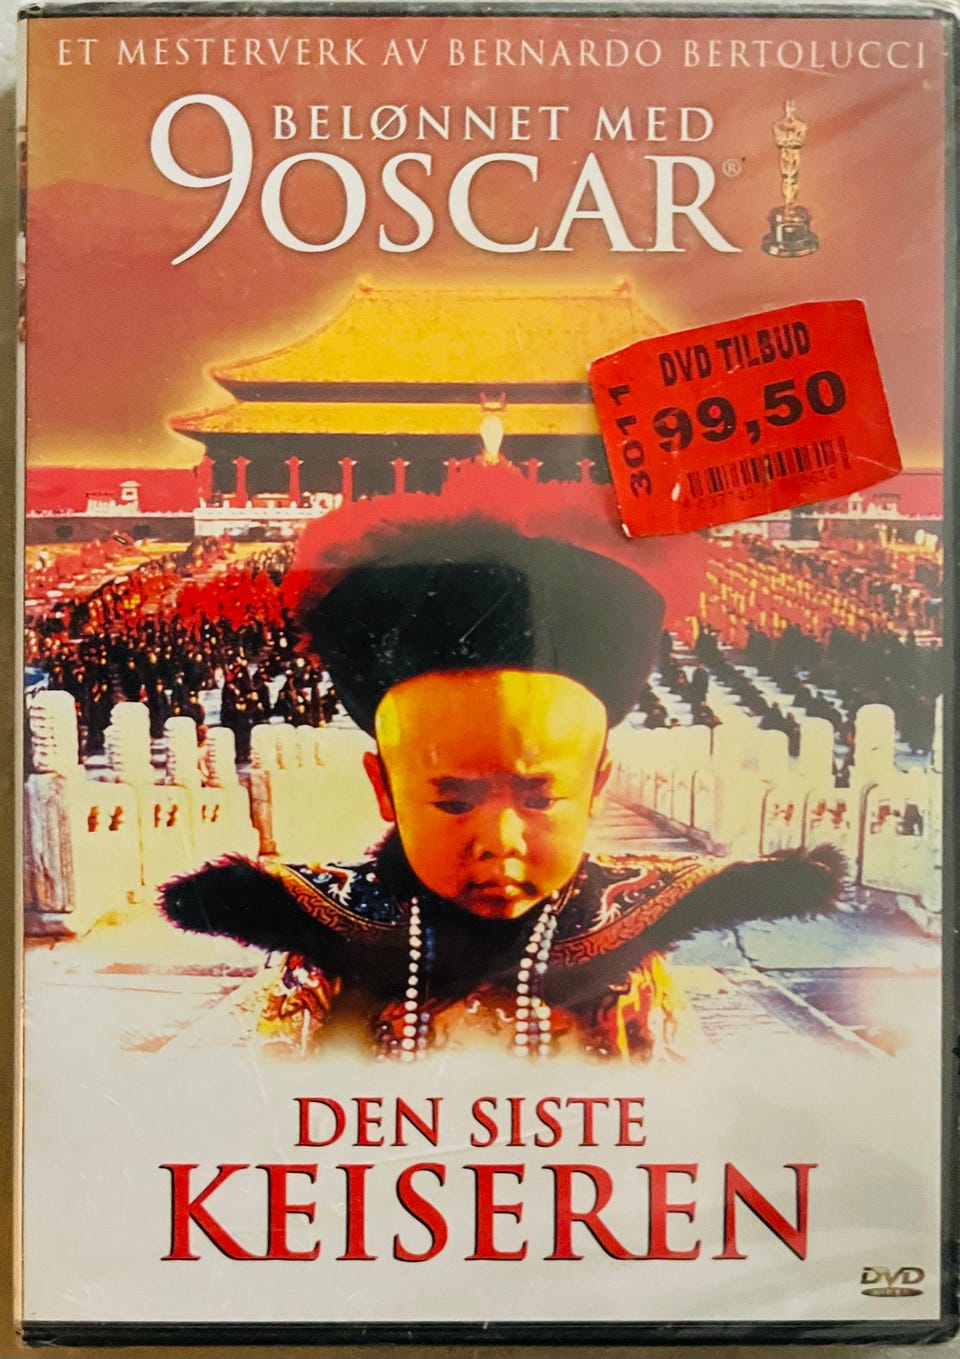 ET MESTERVERK AV BERNARDO BERTOLUCCI
BELØNNET MED
9 OSCAR®
DVD TILBUD
3011
99,50
DEN SISTE
KEISEREN
DVD